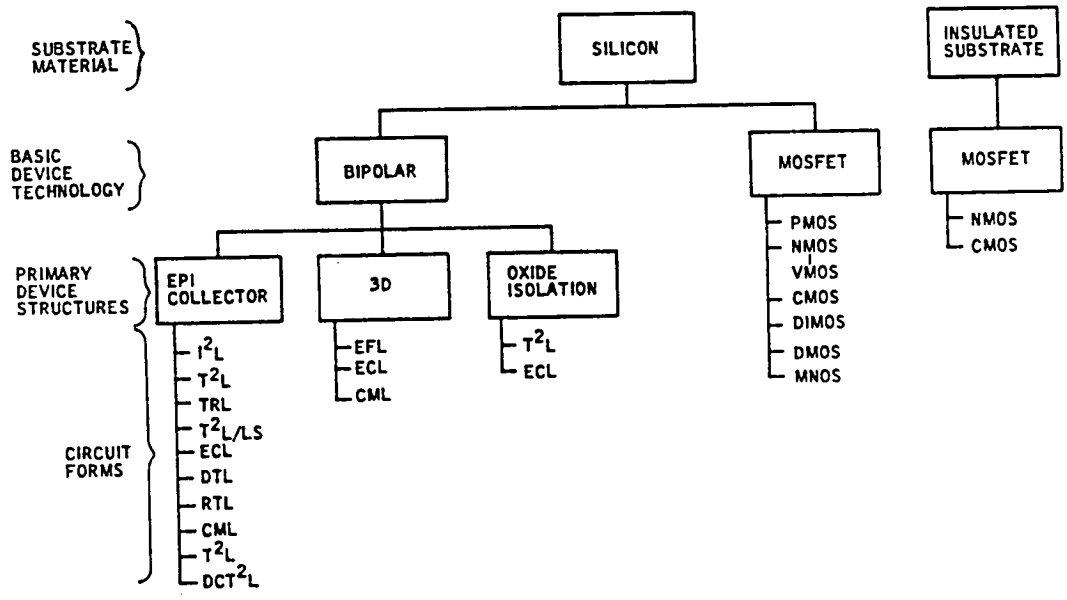 SUBSTRATE
MATERIAL
SILICON
INSULATED
SUBSTRATE
BASIC
DEVICE
TECHNOLOGY
BIPOLAR
MOSFET
MOSFET
PRIMARY
DEVICE
STRUCTURES
EPI
COLLECTOR
3D
OXIDE
ISOLATION
PMOS
NMOS
VMOS
CMOS
DIMOS
DMOS
MNOS
NMOS
CMOS
CIRCUIT
FORMS
I²L
T²L
TRL
T²L/LS
ECL
DTL
RTL
CML
T²L
DCT²L
EFL
ECL
CML
T²L
ECL